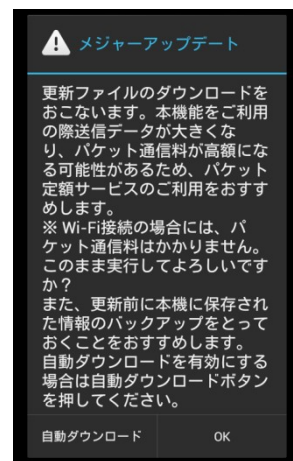 メジャーアップデート
更新ファイルのダウンロードを
おこないます。本機能をご利用
の際送信データが大きくな
り、パケット通信料が高額にな
る可能性があるため、パケット
定額サービスのご利用をおすす
めします。
※ Wi-Fi接続の場合には、パ
ケット通信料はかかりません。
このまま実行してよろしいです
か？
また、更新前に本機に保存され
た情報のバックアップをとって
おくことをおすすめします。
自動ダウンロードを有効にする
場合は自動ダウンロードボタン
を押してください。
自動ダウンロード
OK